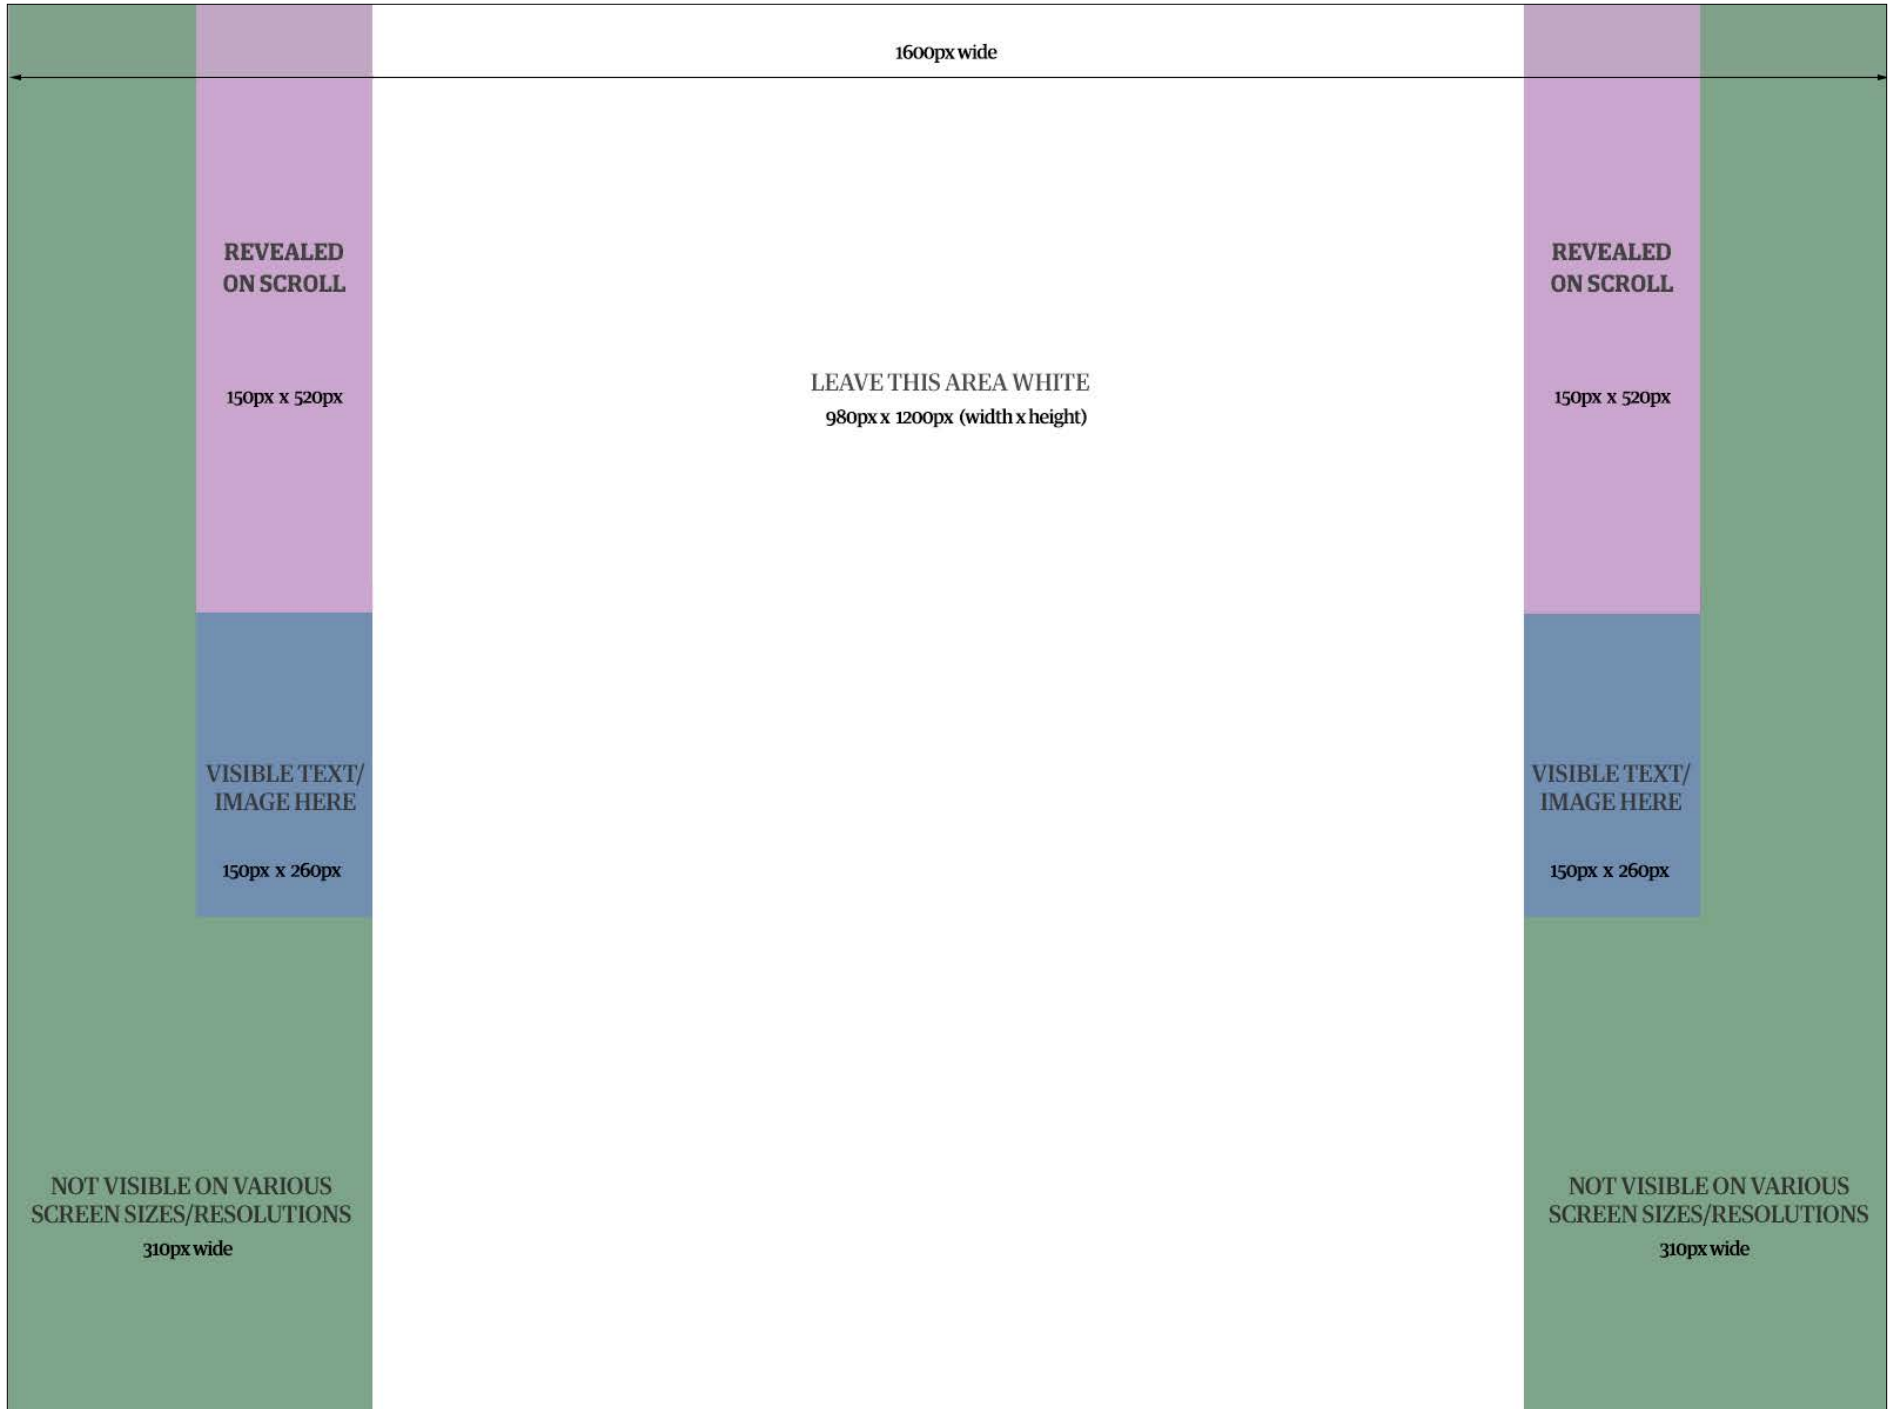 1600px wide
REVEALED
ON SCROLL
150px x 520px
REVEALED
ON SCROLL
150px x 520px
LEAVE THIS AREA WHITE
980px x 1200px (width x height)
VISIBLE TEXT/
IMAGE HERE
150px x 260px
VISIBLE TEXT/
IMAGE HERE
150px x 260px
NOT VISIBLE ON VARIOUS
SCREEN SIZES/RESOLUTIONS
310px wide
NOT VISIBLE ON VARIOUS
SCREEN SIZES/RESOLUTIONS
310px wide